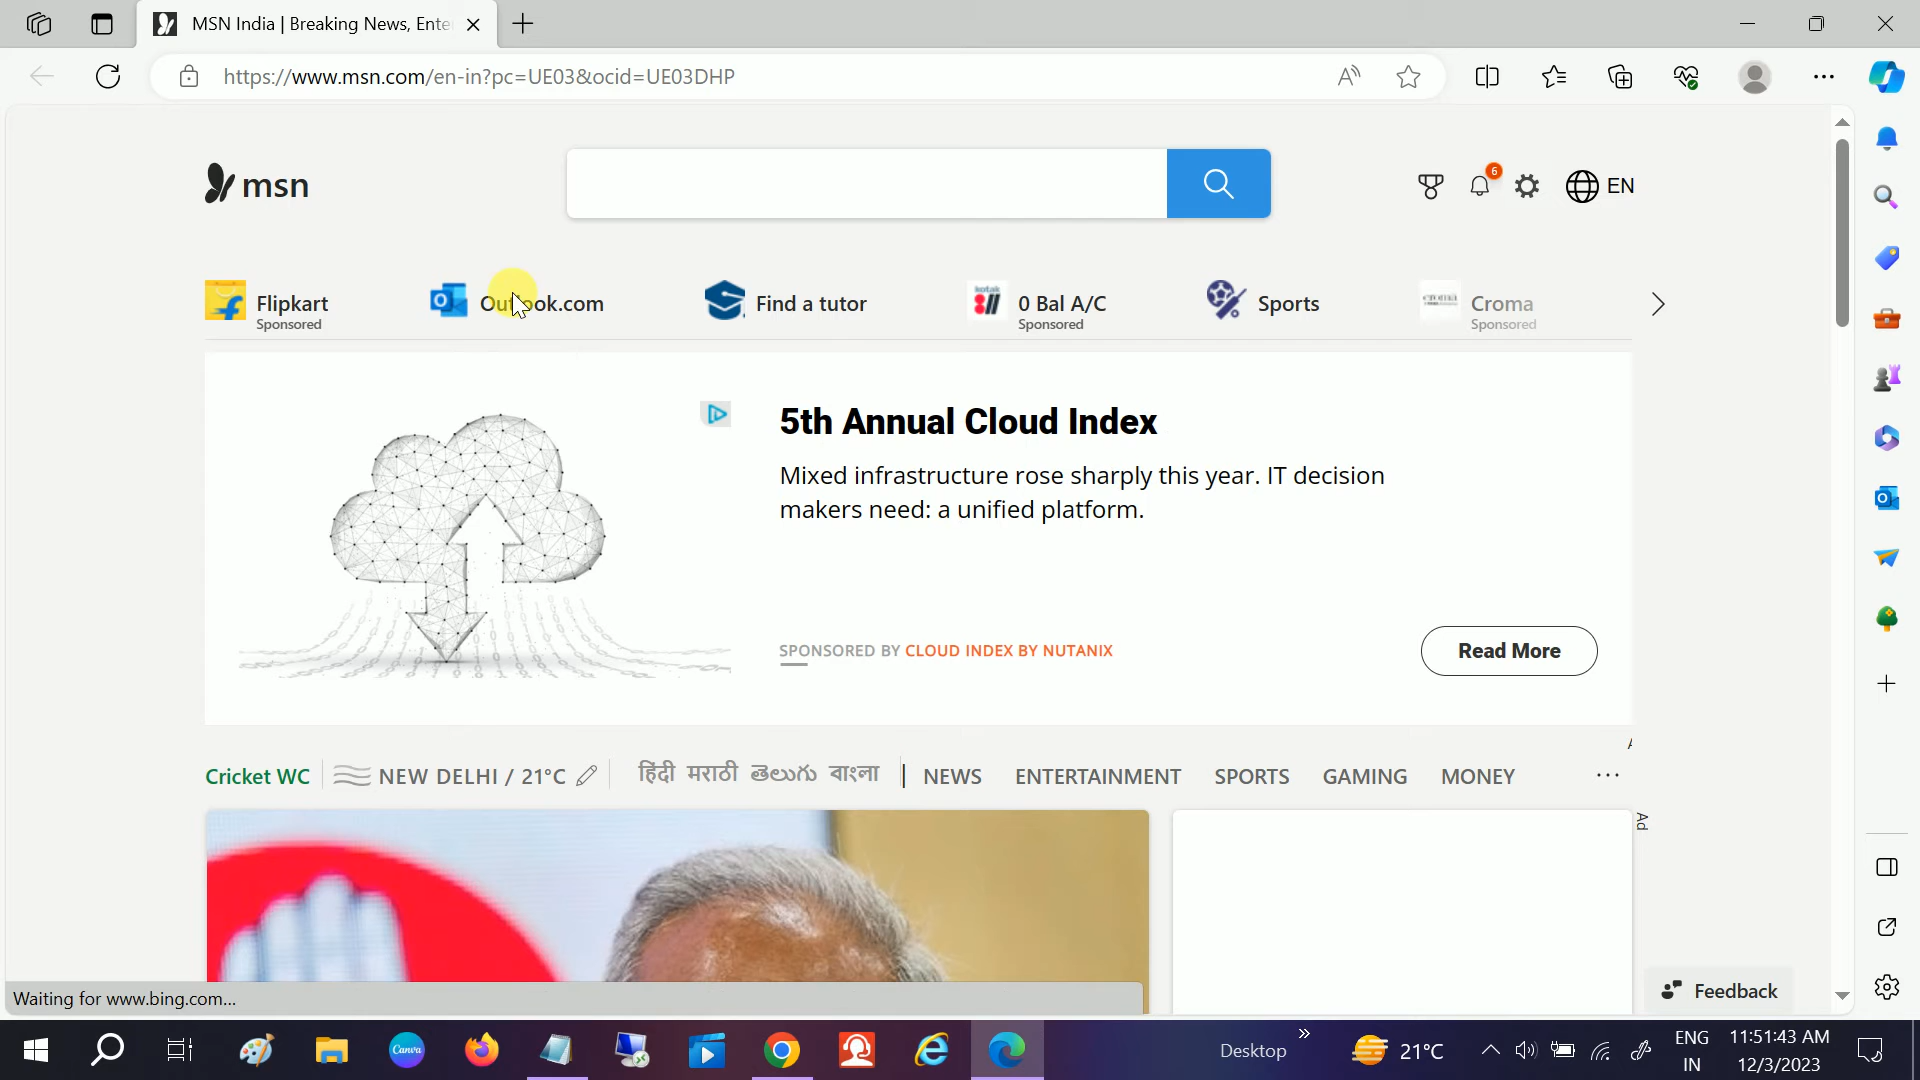 MSN India | Breaking News, Ente
https://www.msn.com/en-in?pc=UE03&ocid=UE03DHP
msn
6
EN
Flipkart
Sponsored
Outlook.com
Find a tutor
kotak
811
0 Bal A/C
Sponsored
Sports
croma
Croma
Sponsored
5th Annual Cloud Index
Mixed infrastructure rose sharply this year. IT decision
makers need: a unified platform.
SPONSORED BY CLOUD INDEX BY NUTANIX
Read More
Cricket WC
NEW DELHI / 21°C
हिंदी मराठी తెలుగు বাংলা
NEWS ENTERTAINMENT SPORTS GAMING MONEY
Ad
Waiting for www.bing.com...
Feedback
Canva
Desktop
21°C
ENG
IN
11:51:43 AM
12/3/2023